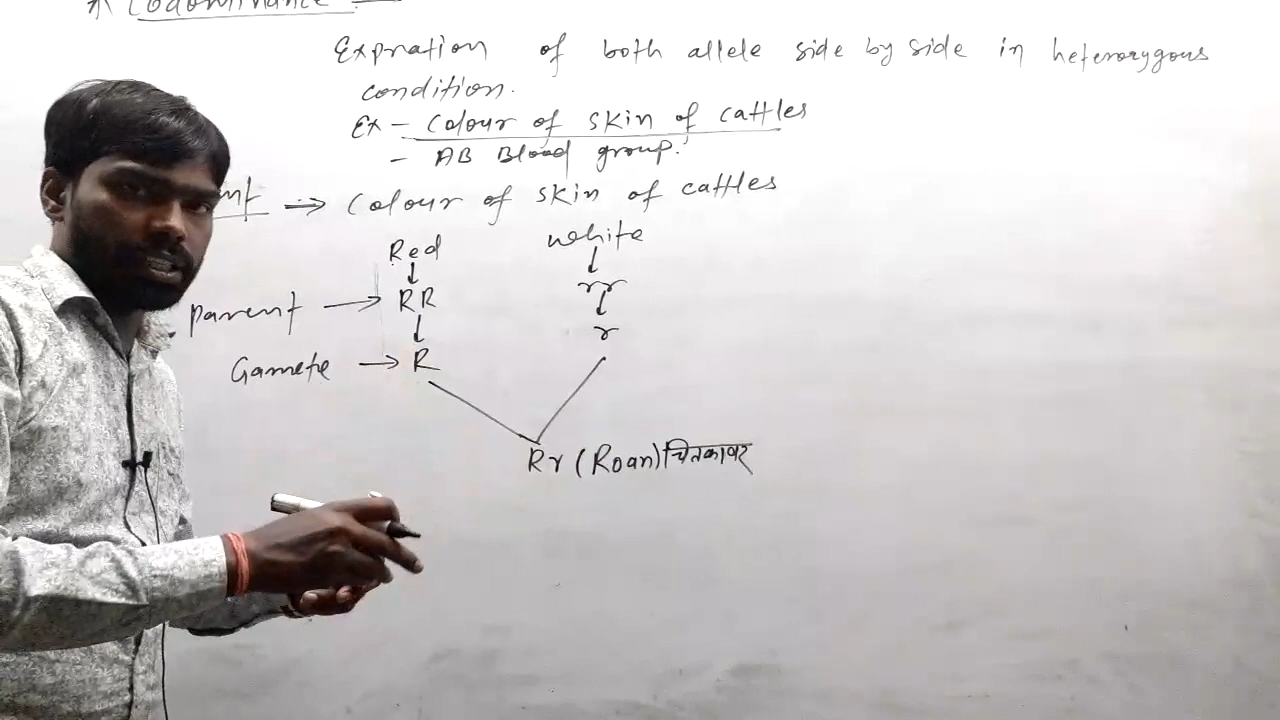 * Codominance :-
Expration of both allele side by side in heterozygous
condition.
Ex - Colour of skin of cattles
- AB Blood group.
⇒ Colour of skin of cattles
Red White
Parent → RR rr
Gamete → R r
Rr (Roan) चितकावर